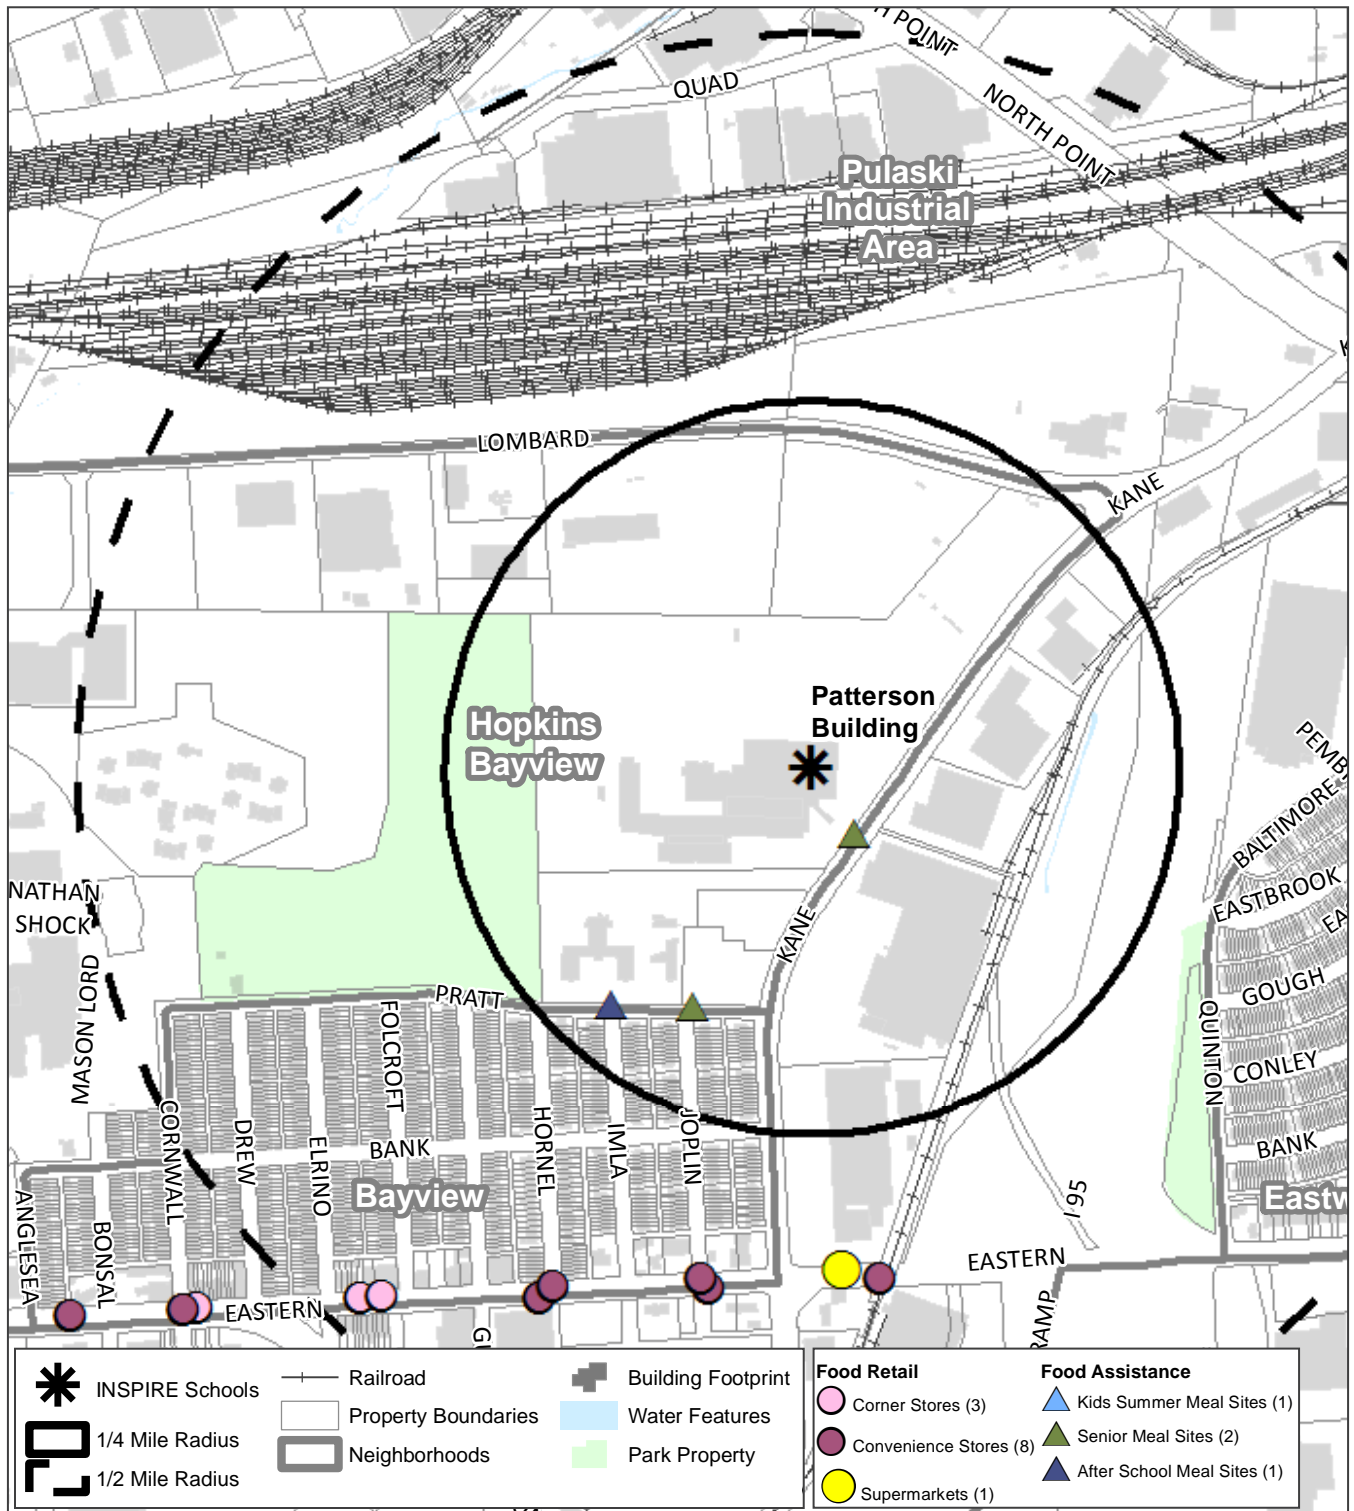 H POINT
QUAD
NORTH POINT
Pulaski
Industrial
Area
LOMBARD
KANE
Patterson
Building
Hopkins
Bayview
PEMB
BALTIMORE
EASTBROOK
EA
NATHAN
SHOCK
KANE
MASON LORD
PRATT
FOLCROFT
GOUGH
QUINTON
CONLEY
CORNWALL
DREW
ELRINO
BANK
HORNEL
IMLA
JOPLIN
BANK
Bayview
Eastw
I 95
ANGLESEA
BONSAL
EASTERN
EASTERN
RAMP
INSPIRE Schools
1/4 Mile Radius
1/2 Mile Radius
Railroad
Property Boundaries
Neighborhoods
Building Footprint
Water Features
Park Property
Food Retail
Corner Stores (3)
Convenience Stores (8)
Supermarkets (1)
Food Assistance
Kids Summer Meal Sites (1)
Senior Meal Sites (2)
After School Meal Sites (1)